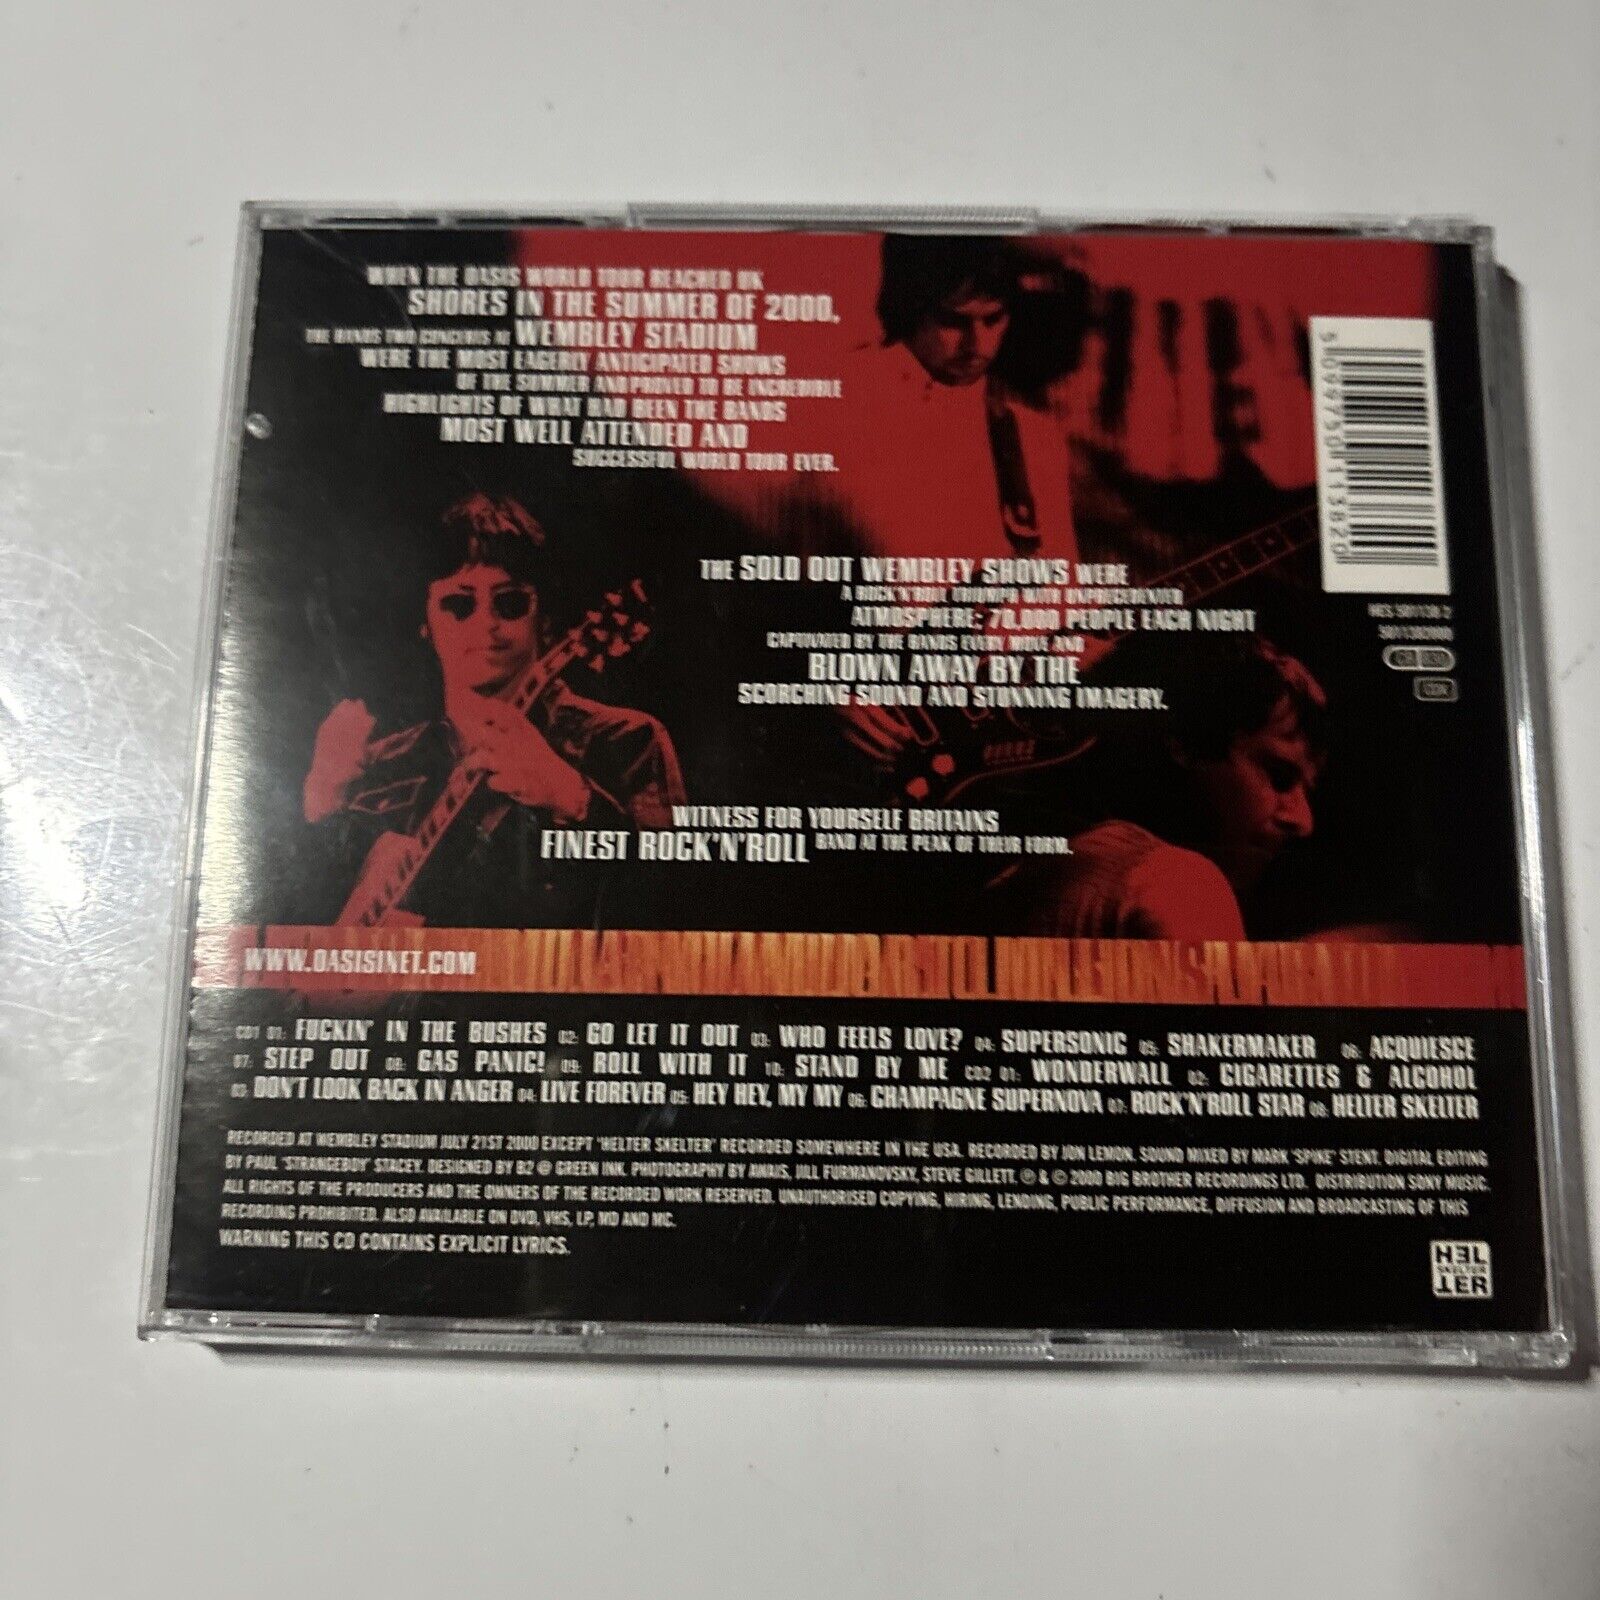 WHEN THE OASIS WORLD TOUR REACHED UK
SHORES IN THE SUMMER OF 2000,
THE BANDS TWO CONCERTS AT WEMBLEY STADIUM
WERE THE MOST EAGERLY ANTICIPATED SHOWS
OF THE SUMMER AND PROVED TO BE INCREDIBLE
HIGHLIGHTS OF WHAT HAD BEEN THE BANDS
MOST WELL ATTENDED AND
SUCCESSFUL WORLD TOUR EVER.
THE SOLD OUT WEMBLEY SHOWS WERE
A ROCK'N'ROLL TRIUMPH WITH UNPRECEDENTED
ATMOSPHERE: 70,000 PEOPLE EACH NIGHT
CAPTIVATED BY THE BANDS EVERY MOVE AND
BLOWN AWAY BY THE
SCORCHING SOUND AND STUNNING IMAGERY.
WITNESS FOR YOURSELF BRITAINS
FINEST ROCK'N'ROLL BAND AT THE PEAK OF THEIR FORM.
5 099750 113820
WWW.OASISINET.COM
CD1 01: FUCKIN' IN THE BUSHES 02: GO LET IT OUT 03: WHO FEELS LOVE? 04: SUPERSONIC 05: SHAKERMAKER 06: ACQUIESCE
07: STEP OUT 08: GAS PANIC! 09: ROLL WITH IT 10: STAND BY ME CD2 01: WONDERWALL 02: CIGARETTES & ALCOHOL
03: DON'T LOOK BACK IN ANGER 04: LIVE FOREVER 05: HEY HEY, MY MY 06: CHAMPAGNE SUPERNOVA 07: ROCK'N'ROLL STAR 08: HELTER SKELTER
RECORDED AT WEMBLEY STADIUM JULY 21ST 2000 EXCEPT 'HELTER SKELTER' RECORDED SOMEWHERE IN THE USA. RECORDED BY JON LEMON. SOUND MIXED BY MARK 'SPIKE' STENT. DIGITAL EDITING
BY PAUL 'STRANGEBOY' STACEY. DESIGNED BY B2 @ GREEN INK. PHOTOGRAPHY BY AWAIS, JILL FURMANOVSKY, STEVE GILLETT. ℗ & © 2000 BIG BROTHER RECORDINGS LTD. DISTRIBUTION SONY MUSIC.
ALL RIGHTS OF THE PRODUCERS AND THE OWNERS OF THE RECORDED WORK RESERVED. UNAUTHORISED COPYING, HIRING, LENDING, PUBLIC PERFORMANCE, DIFFUSION AND BROADCASTING OF THIS
RECORDING PROHIBITED. ALSO AVAILABLE ON DVD, VHS, LP, MD AND MC.
WARNING THIS CD CONTAINS EXPLICIT LYRICS.
HEL
SKELTER
TER